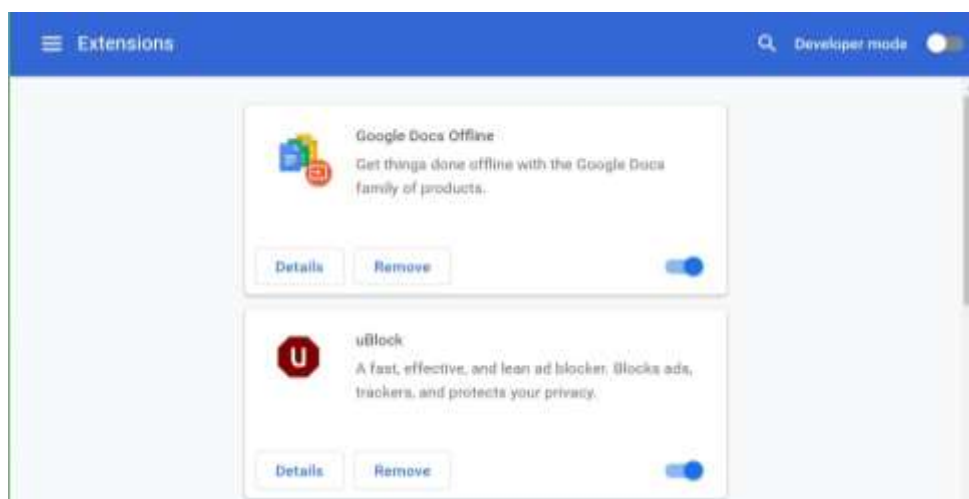 Extensions
Developer mode
Google Docs Offline
Get things done offline with the Google Docs
family of products.
Details
Remove
U
uBlock
A fast, effective, and lean ad blocker. Blocks ads,
trackers, and protects your privacy.
Details
Remove